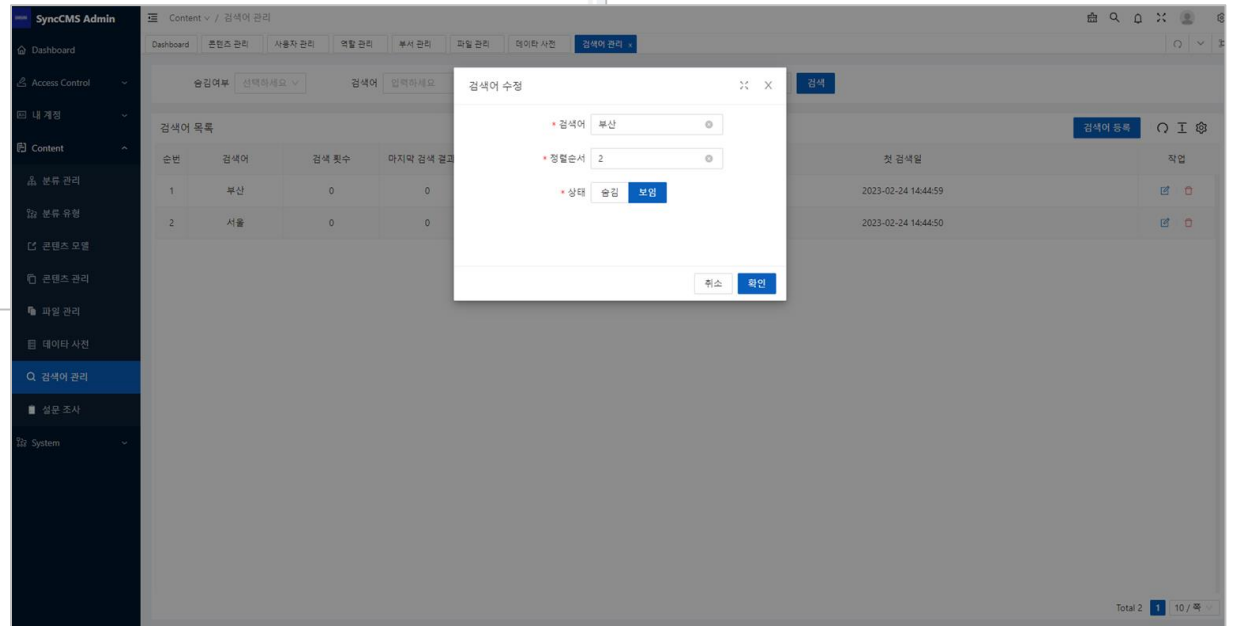 SyncCMS Admin
Content / 검색어 관리
Dashboard
Access Control
내 계정
Content
분류 관리
분류 유형
콘텐츠 모델
콘텐츠 관리
파일 관리
데이타 사전
검색어 관리
설문 조사
System
Dashboard 콘텐츠 관리 사용자 관리 역할 관리 부서 관리 파일 관리 데이타 사전 검색어 관리 x
숨김여부 선택하세요 검색어 입력하세요 검색
검색어 목록 검색어 등록
순번 검색어 검색 횟수 마지막 검색 결과 첫 검색일 작업
1 부산 0 0 2023-02-24 14:44:59
2 서울 0 0 2023-02-24 14:44:50
검색어 수정
* 검색어 부산
* 정렬순서 2
* 상태 숨김 보임
취소 확인
Total 2 1 10 / 쪽